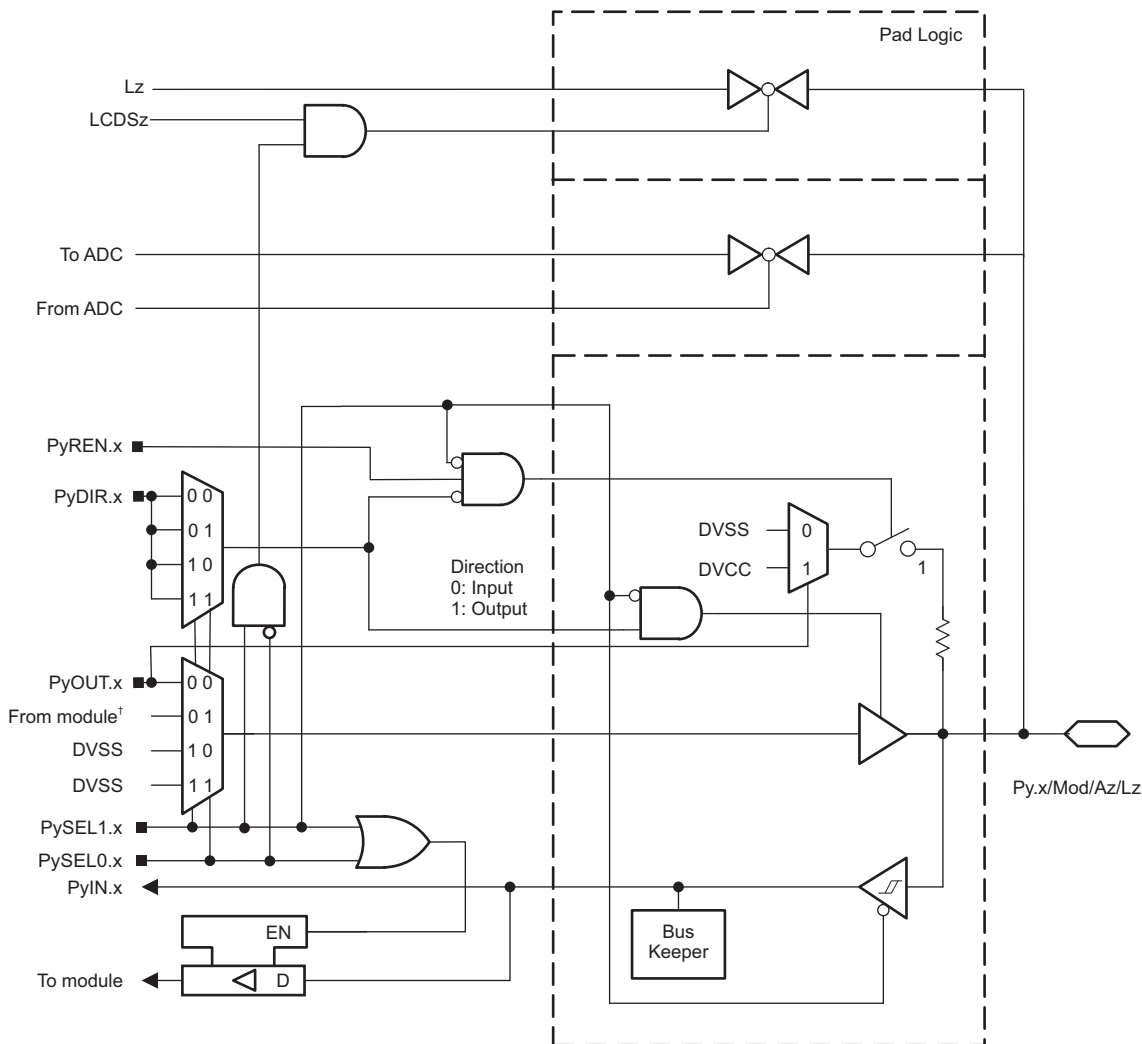 Pad Logic
Lz
LCDSz
To ADC
From ADC
PyREN.x
PyDIR.x
0 0
0 1
1 0
1 1
Direction
0: Input
1: Output
DVSS
0
DVCC
1
1
PyOUT.x
0 0
From module†
0 1
DVSS
1 0
DVSS
1 1
Py.x/Mod/Az/Lz
PySEL1.x
PySEL0.x
PyIN.x
Bus
Keeper
EN
To module
D